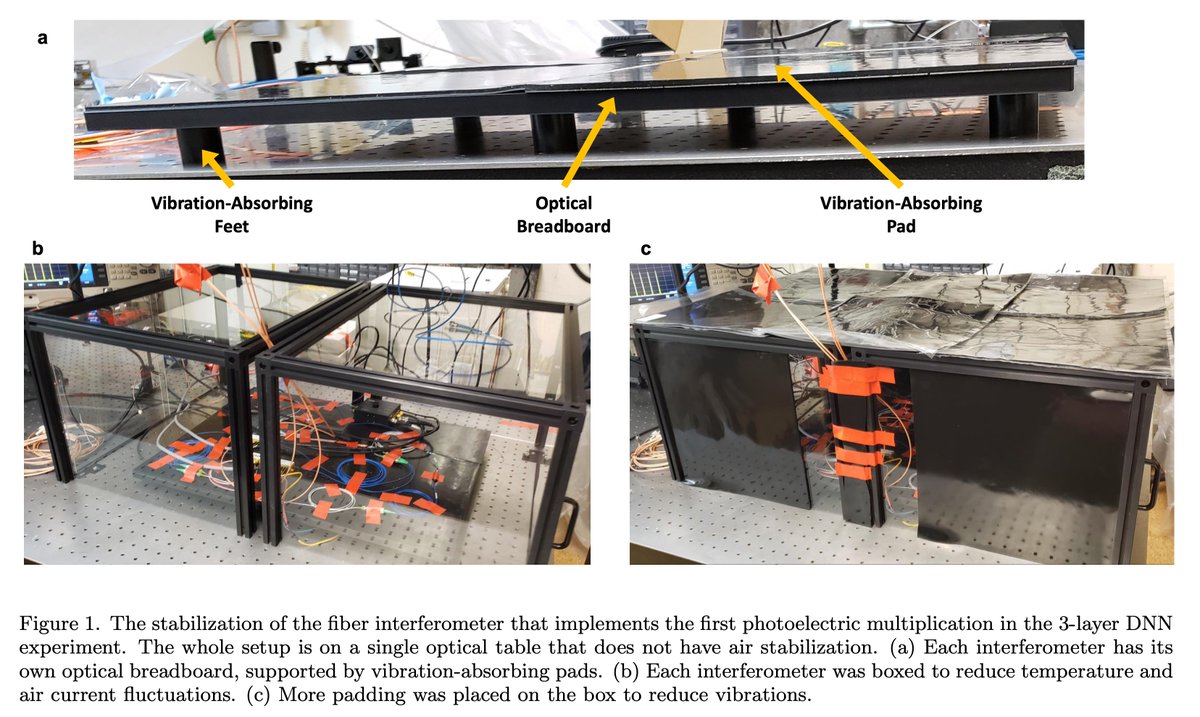 a
Vibration-Absorbing
Feet
Optical
Breadboard
Vibration-Absorbing
Pad
b
c
Figure 1. The stabilization of the fiber interferometer that implements the first photoelectric multiplication in the 3-layer DNN
experiment. The whole setup is on a single optical table that does not have air stabilization. (a) Each interferometer has its
own optical breadboard, supported by vibration-absorbing pads. (b) Each interferometer was boxed to reduce temperature and
air current fluctuations. (c) More padding was placed on the box to reduce vibrations.